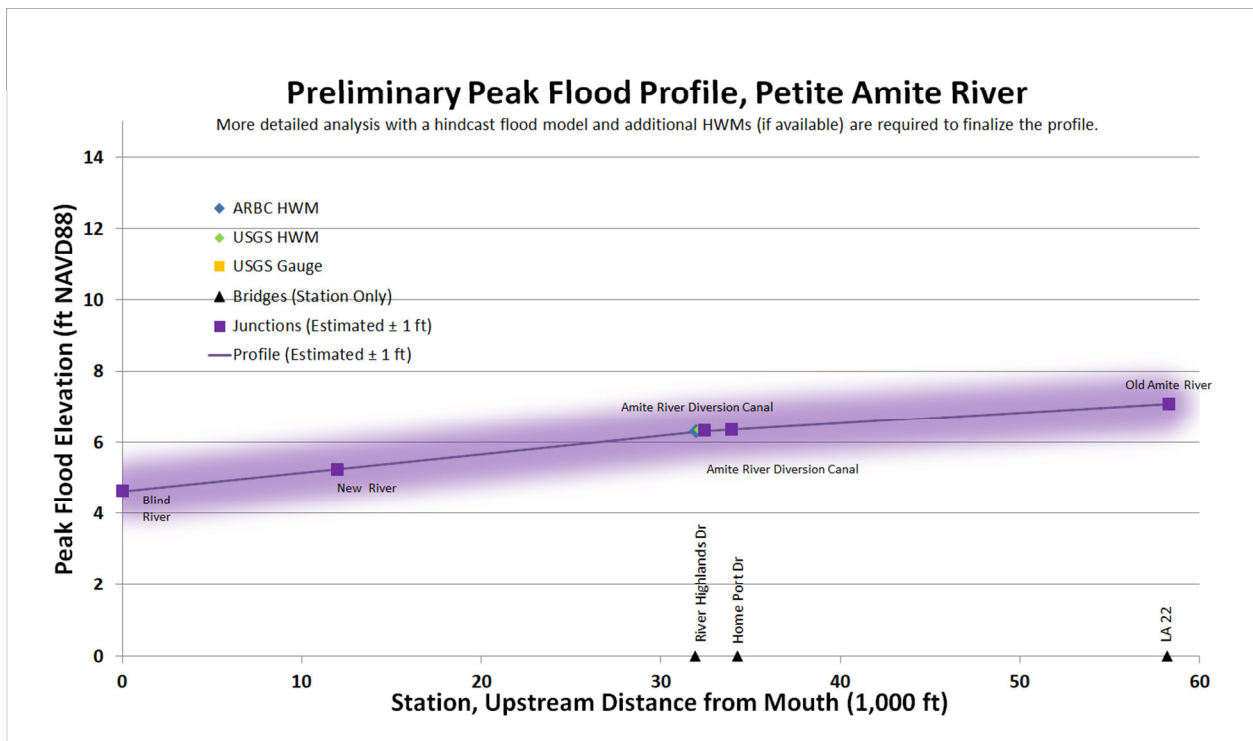 Preliminary Peak Flood Profile, Petite Amite River
More detailed analysis with a hindcast flood model and additional HWMs (if available) are required to finalize the profile.
Peak Flood Elevation (ft NAVD88)
14
12
10
8
6
4
2
0
ARBC HWM
USGS HWM
USGS Gauge
Bridges (Station Only)
Junctions (Estimated ± 1 ft)
Profile (Estimated ± 1 ft)
Blind
River
New River
Amite River Diversion Canal
Amite River Diversion Canal
Old Amite River
River Highlands Dr
Home Port Dr
LA 22
0
10
20
30
40
50
60
Station, Upstream Distance from Mouth (1,000 ft)